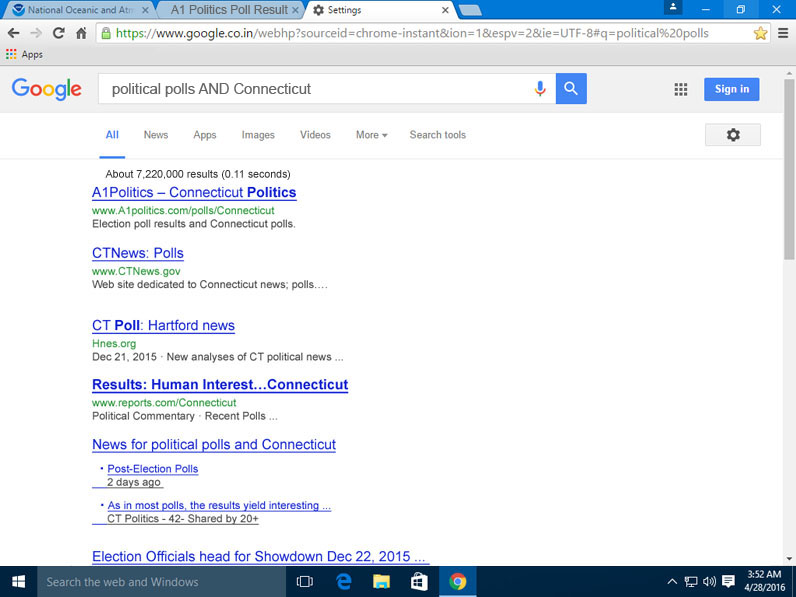 National Oceanic and Atm
A1 Politics Poll Result
Settings
https://www.google.co.in/webhp?sourceid=chrome-instant&ion=1&espv=2&ie=UTF-8#q=political%20polls
Apps
Google
political polls AND Connecticut
Sign in
All News Apps Images Videos More Search tools
About 7,220,000 results (0.11 seconds)
A1Politics – Connecticut Politics
www.A1politics.com/polls/Connecticut
Election poll results and Connecticut polls.
CTNews: Polls
www.CTNews.gov
Web site dedicated to Connecticut news; polls….
CT Poll: Hartford news
Hnes.org
Dec 21, 2015 · New analyses of CT political news ...
Results: Human Interest…Connecticut
www.reports.com/Connecticut
Political Commentary · Recent Polls ...
News for political polls and Connecticut
• Post-Election Polls
2 days ago
• As in most polls, the results yield interesting ...
CT Politics - 42- Shared by 20+
Election Officials head for Showdown Dec 22, 2015 ...
Search the web and Windows
3:52 AM
4/28/2016